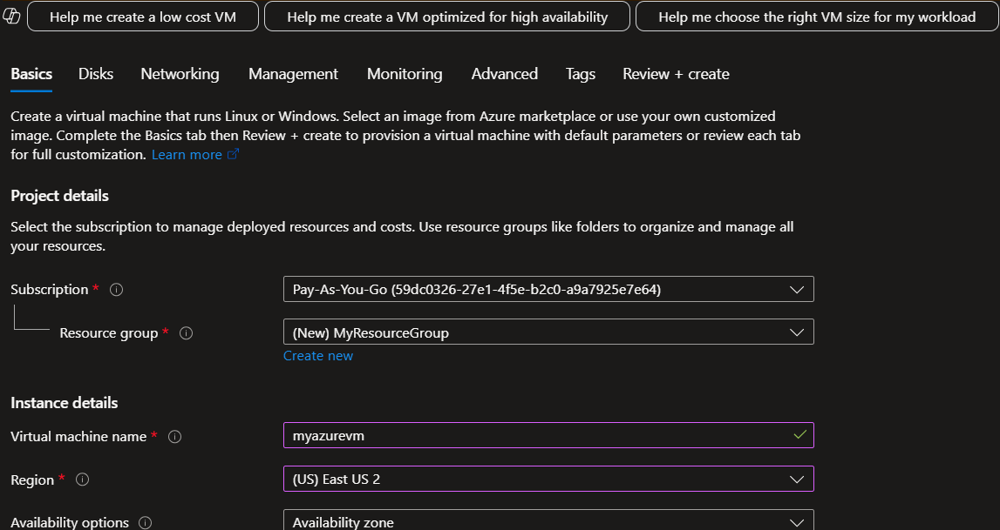 Help me create a low cost VM Help me create a VM optimized for high availability Help me choose the right VM size for my workload
Basics Disks Networking Management Monitoring Advanced Tags Review + create
Create a virtual machine that runs Linux or Windows. Select an image from Azure marketplace or use your own customized
image. Complete the Basics tab then Review + create to provision a virtual machine with default parameters or review each tab
for full customization. Learn more
Project details
Select the subscription to manage deployed resources and costs. Use resource groups like folders to organize and manage all
your resources.
Subscription * Pay-As-You-Go (59dc0326-27e1-4f5e-b2c0-a9a7925e7e64)
Resource group * (New) MyResourceGroup
Create new
Instance details
Virtual machine name * myazurevm
Region * (US) East US 2
Availability options Availability zone